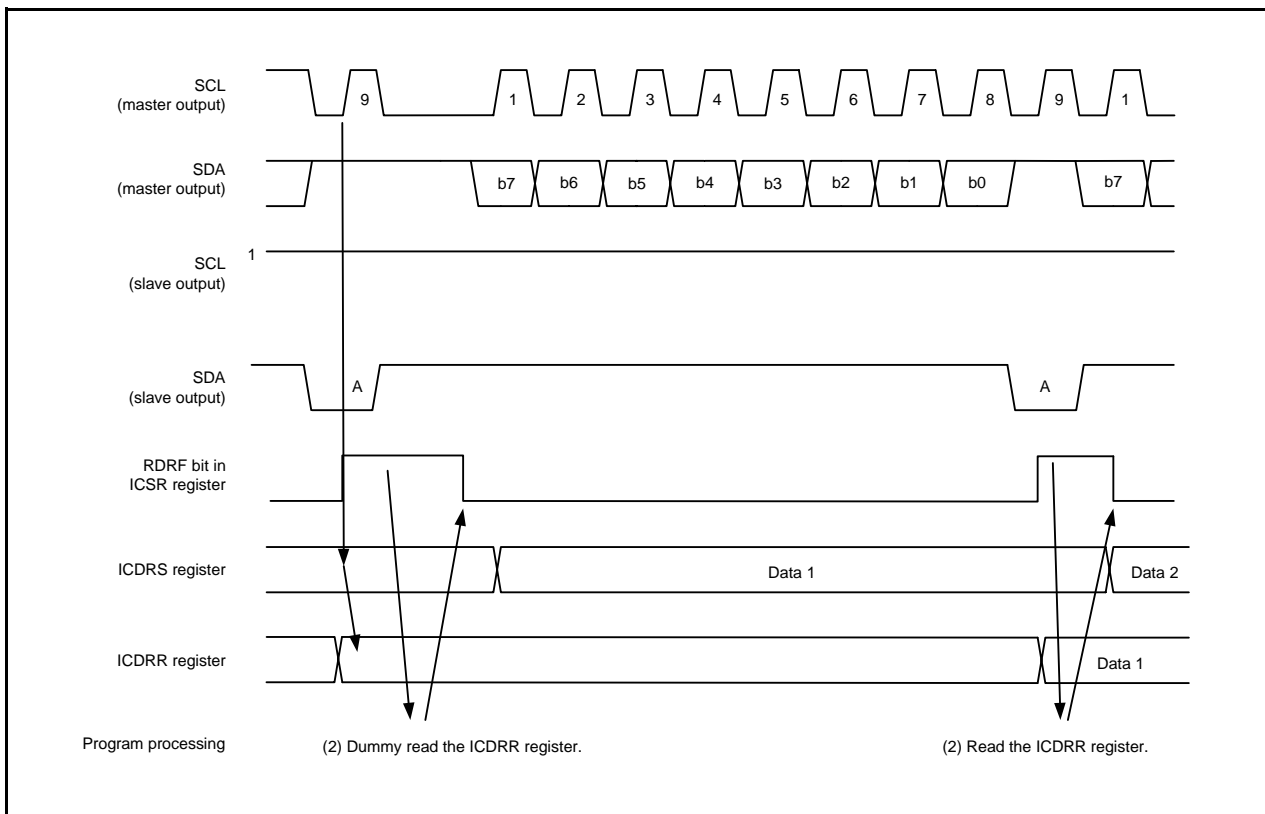 SCL
(master output)
9 1 2 3 4 5 6 7 8 9 1
SDA
(master output)
b7 b6 b5 b4 b3 b2 b1 b0 b7
1
SCL
(slave output)
SDA
(slave output)
A A
RDRF bit in
ICSR register
ICDRS register
Data 1 Data 2
ICDRR register
Data 1
Program processing
(2) Dummy read the ICDRR register. (2) Read the ICDRR register.